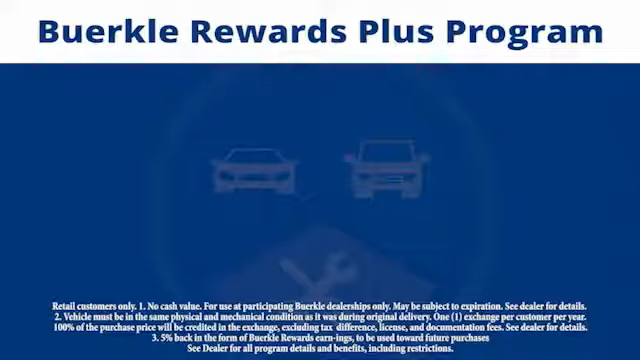 Buerkle Rewards Plus Program
Retail customers only. 1. No cash value. For use at participating Buerkle dealerships only. May be subject to expiration. See dealer for details.
2. Vehicle must be in the same physical and mechanical condition as it was during original delivery. One (1) exchange per customer per year.
100% of the purchase price will be credited in the exchange, excluding tax difference, license, and documentation fees. See dealer for details.
3. 5% back in the form of Buerkle Rewards earn-ings, to be used toward future purchases
See Dealer for all program details and benefits, including restrictions.